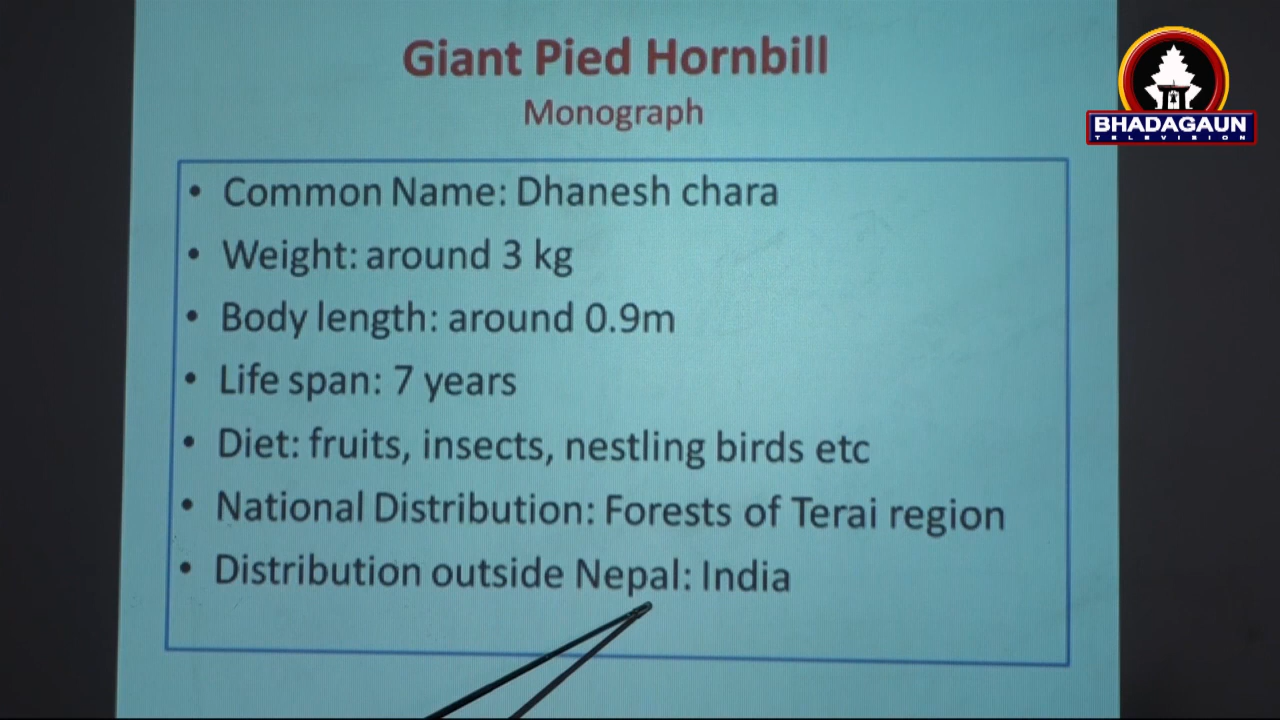 Giant Pied Hornbill
Monograph
• Common Name: Dhanesh chara
• Weight: around 3 kg
• Body length: around 0.9m
• Life span: 7 years
• Diet: fruits, insects, nestling birds etc
• National Distribution: Forests of Terai region
• Distribution outside Nepal: India
BHADAGAUN
TELEVISION